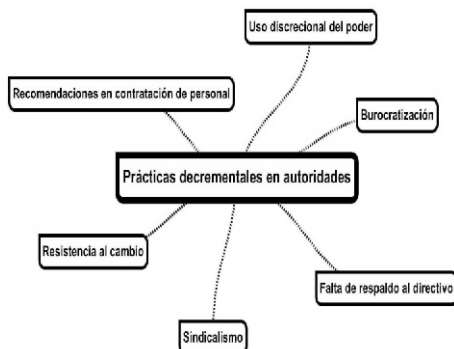 Uso discrecional del poder
Recomendaciones en contratación de personal
Burocratización
Prácticas decrementales en autoridades
Resistencia al cambio
Falta de respaldo al directivo
Sindicalismo